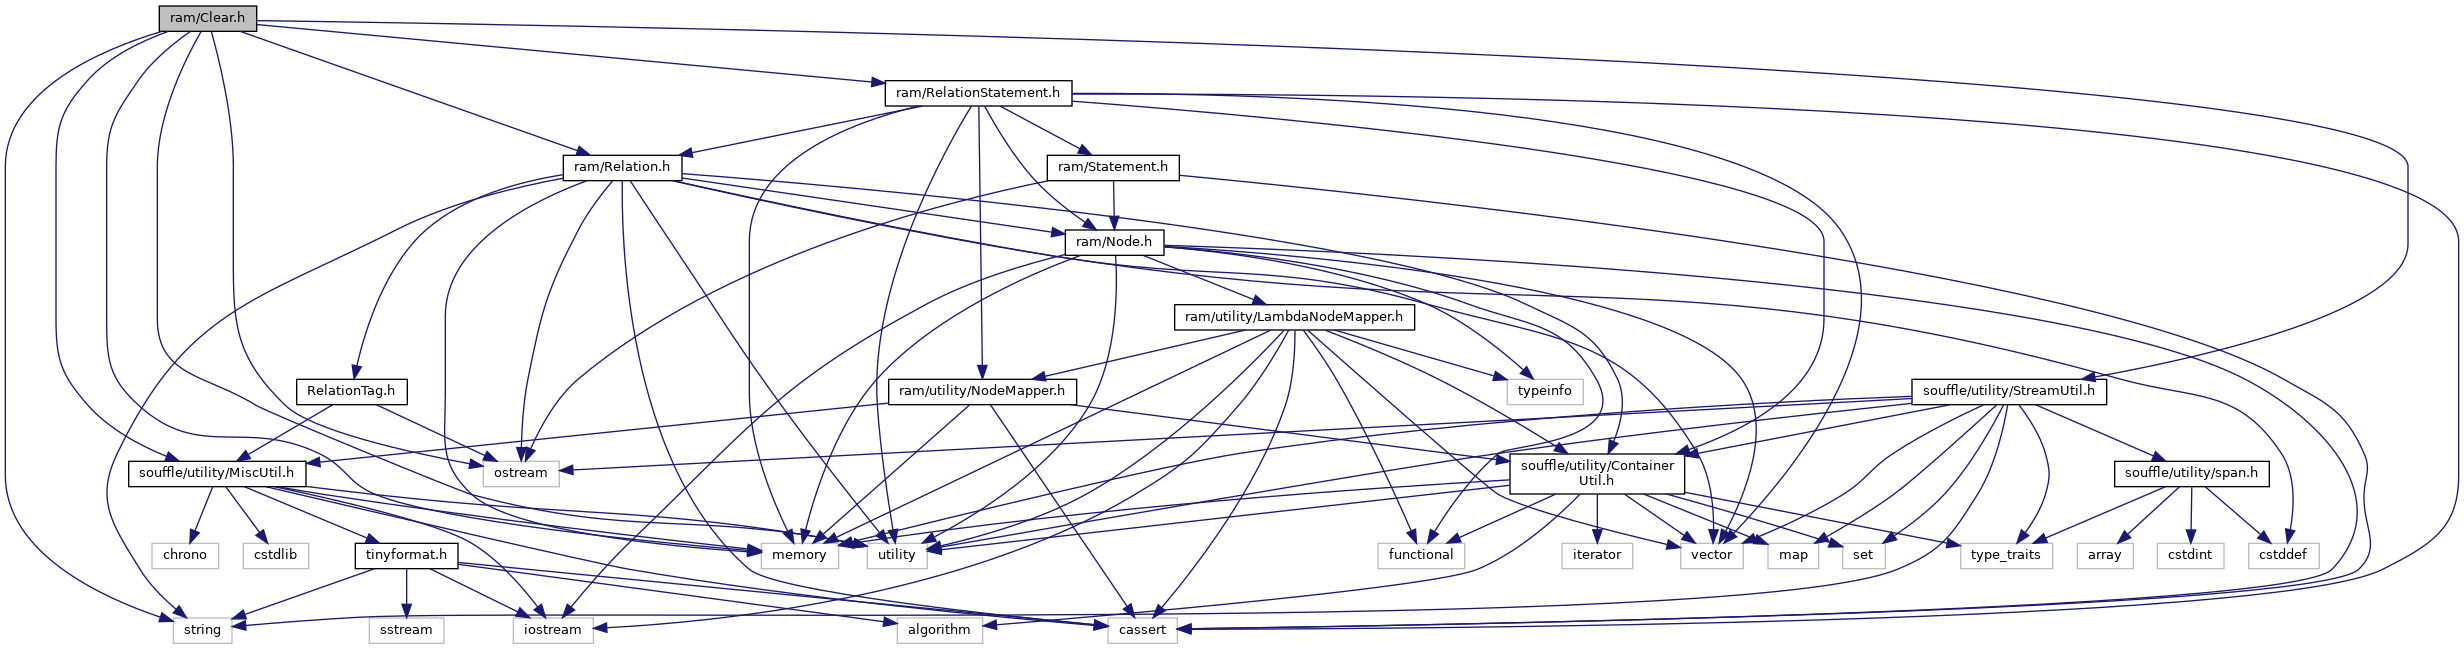 ram/Clear.h
ram/RelationStatement.h
ram/Relation.h
ram/Statement.h
ram/Node.h
ram/utility/LambdaNodeMapper.h
RelationTag.h
ram/utility/NodeMapper.h
typeinfo
souffle/utility/StreamUtil.h
souffle/utility/MiscUtil.h
ostream
souffle/utility/Container
Util.h
souffle/utility/span.h
chrono
cstdlib
tinyformat.h
memory
utility
functional
iterator
vector
map
set
type_traits
array
cstdint
cstddef
string
sstream
iostream
algorithm
cassert